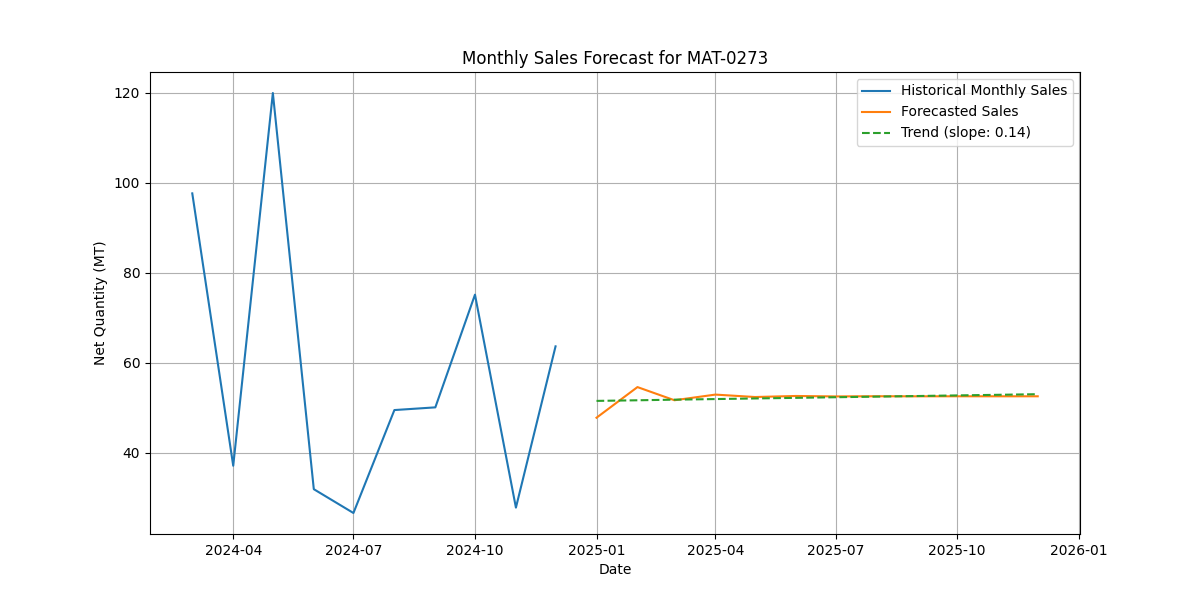 Monthly Sales Forecast for MAT-0273
Historical Monthly Sales
Forecasted Sales
Trend (slope: 0.14)
Net Quantity (MT)
120
100
80
60
40
2024-04 2024-07 2024-10 2025-01 2025-04 2025-07 2025-10 2026-01
Date